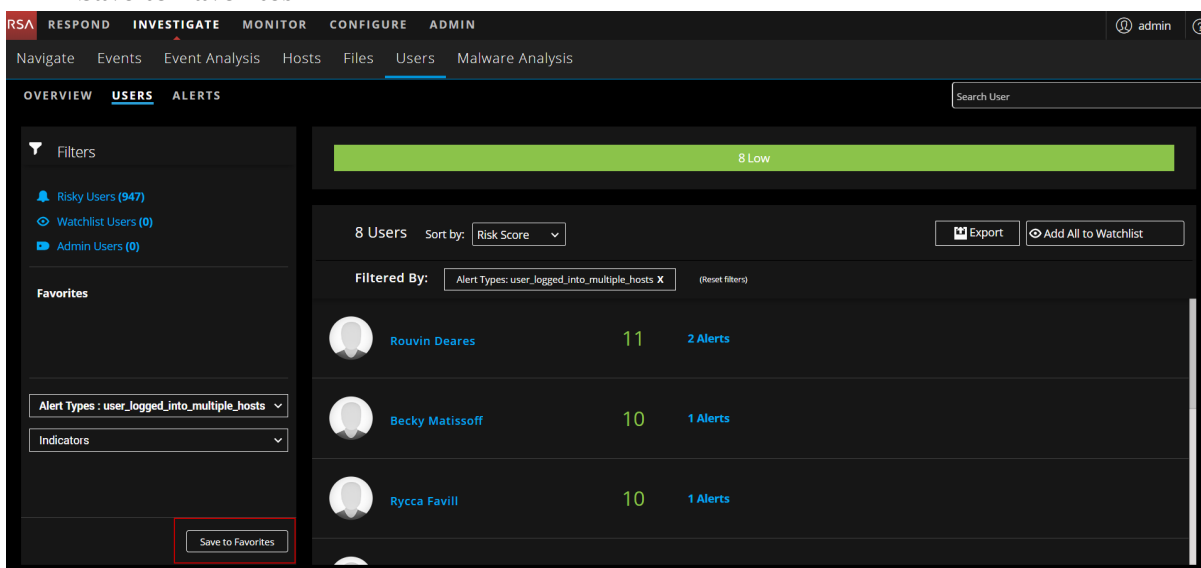 RSA RESPOND INVESTIGATE MONITOR CONFIGURE ADMIN admin ?
Navigate Events Event Analysis Hosts Files Users Malware Analysis
OVERVIEW USERS ALERTS Search User
Filters
8 Low
Risky Users (947)
Watchlist Users (0)
Admin Users (0)
8 Users Sort by: Risk Score Export Add All to Watchlist
Filtered By: Alert Types: user_logged_into_multiple_hosts X (Reset filters)
Favorites
Rouvin Deares 11 2 Alerts
Alert Types : user_logged_into_multiple_hosts
Becky Matissoff 10 1 Alerts
Indicators
Rycca Favill 10 1 Alerts
Save to Favorites